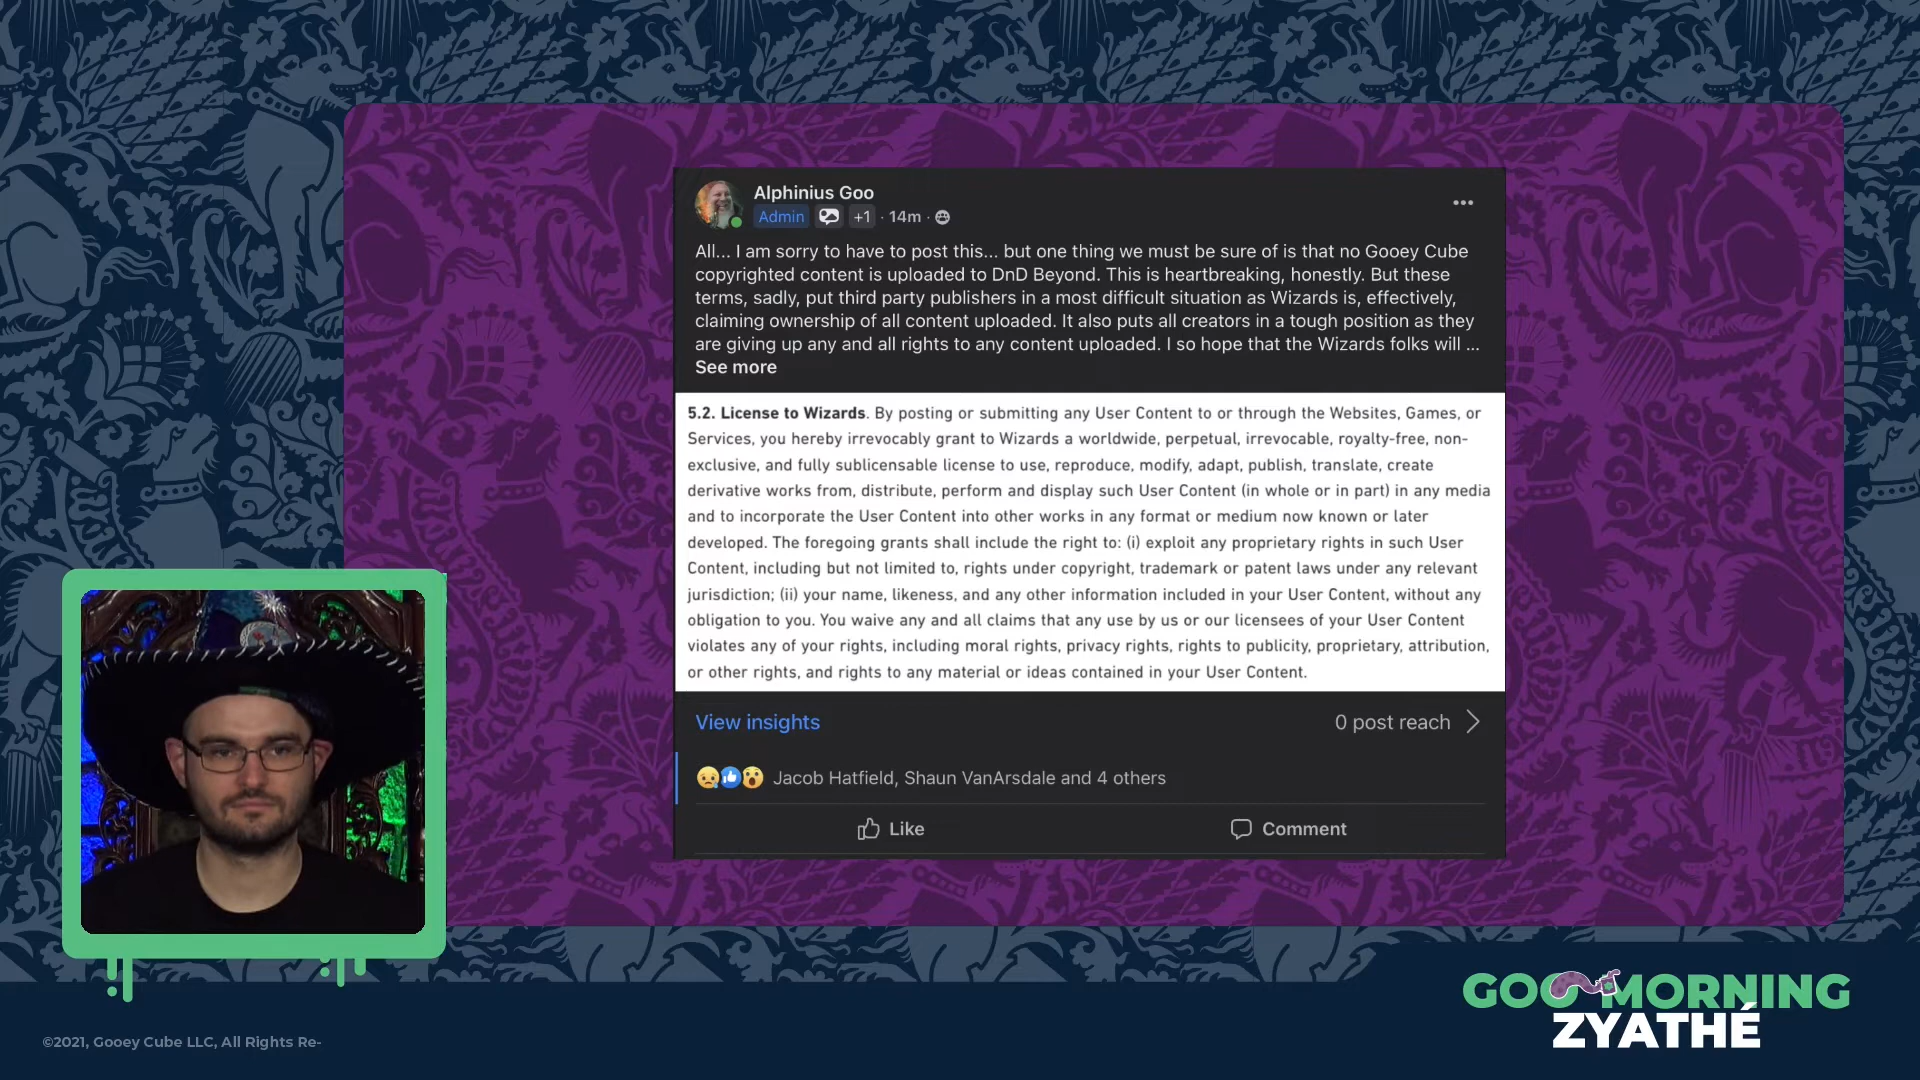 Alphinius Goo
Admin +1 · 14m ·
All... I am sorry to have to post this... but one thing we must be sure of is that no Gooey Cube
copyrighted content is uploaded to DnD Beyond. This is heartbreaking, honestly. But these
terms, sadly, put third party publishers in a most difficult situation as Wizards is, effectively,
claiming ownership of all content uploaded. It also puts all creators in a tough position as they
are giving up any and all rights to any content uploaded. I so hope that the Wizards folks will ...
See more
5.2. License to Wizards. By posting or submitting any User Content to or through the Websites, Games, or
Services, you hereby irrevocably grant to Wizards a worldwide, perpetual, irrevocable, royalty-free, non-
exclusive, and fully sublicensable license to use, reproduce, modify, adapt, publish, translate, create
derivative works from, distribute, perform and display such User Content (in whole or in part) in any media
and to incorporate the User Content into other works in any format or medium now known or later
developed. The foregoing grants shall include the right to: (i) exploit any proprietary rights in such User
Content, including but not limited to, rights under copyright, trademark or patent laws under any relevant
jurisdiction; (ii) your name, likeness, and any other information included in your User Content, without any
obligation to you. You waive any and all claims that any use by us or our licensees of your User Content
violates any of your rights, including moral rights, privacy rights, rights to publicity, proprietary, attribution,
or other rights, and rights to any material or ideas contained in your User Content.
View insights
0 post reach
Jacob Hatfield, Shaun VanArsdale and 4 others
Like
Comment
GOO MORNING
ZYATHÉ
©2021, Gooey Cube LLC, All Rights Re-